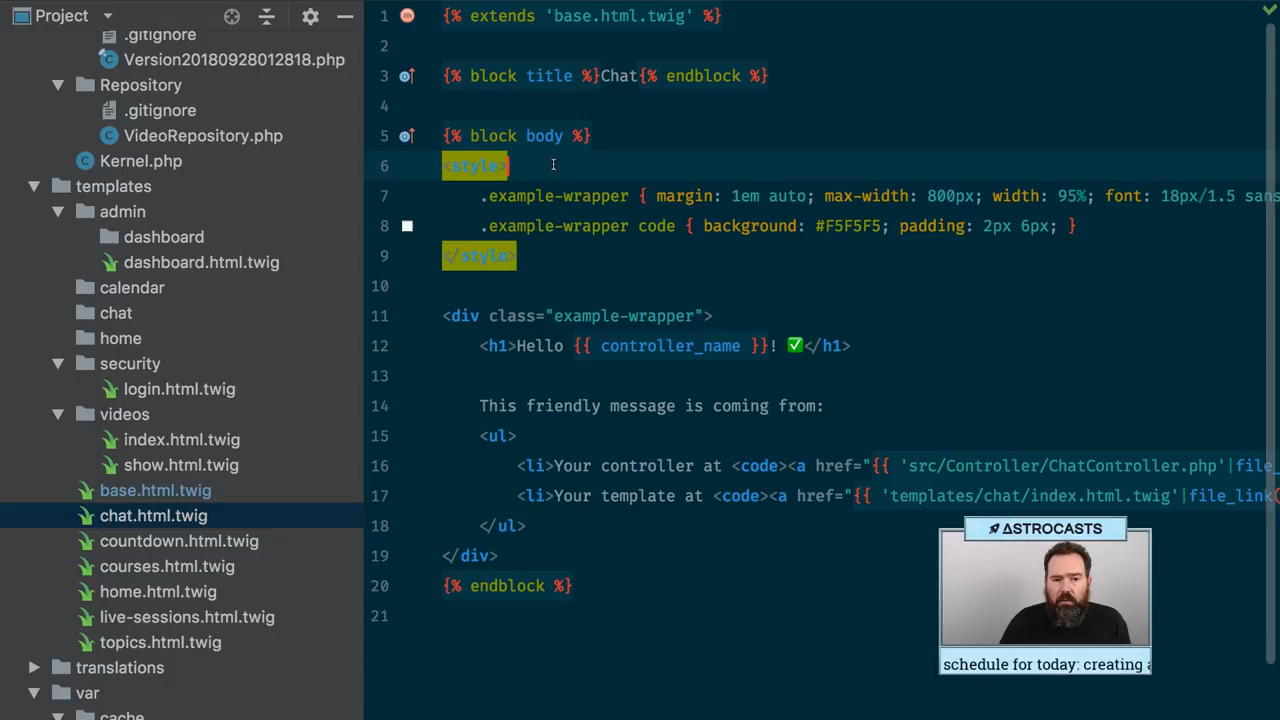 Project
.gitignore
Version20180928012818.php
Repository
.gitignore
VideoRepository.php
Kernel.php
templates
admin
dashboard
dashboard.html.twig
calendar
chat
home
security
login.html.twig
videos
index.html.twig
show.html.twig
base.html.twig
chat.html.twig
countdown.html.twig
courses.html.twig
home.html.twig
live-sessions.html.twig
topics.html.twig
translations
var
cache
1 {% extends 'base.html.twig' %}
2
3 {% block title %}Chat{% endblock %}
4
5 {% block body %}
6 <style>
7 .example-wrapper { margin: 1em auto; max-width: 800px; width: 95%; font: 18px/1.5 sans
8 .example-wrapper code { background: #F5F5F5; padding: 2px 6px; }
9 </style>
10
11 <div class="example-wrapper">
12 <h1>Hello {{ controller_name }}! ✅</h1>
13
14 This friendly message is coming from:
15 <ul>
16 <li>Your controller at <code><a href="{{ 'src/Controller/ChatController.php'|file_
17 <li>Your template at <code><a href="{{ 'templates/chat/index.html.twig'|file_link(
18 </ul>
19 </div>
20 {% endblock %}
21
ΔSTROCASTS
schedule for today: creating a